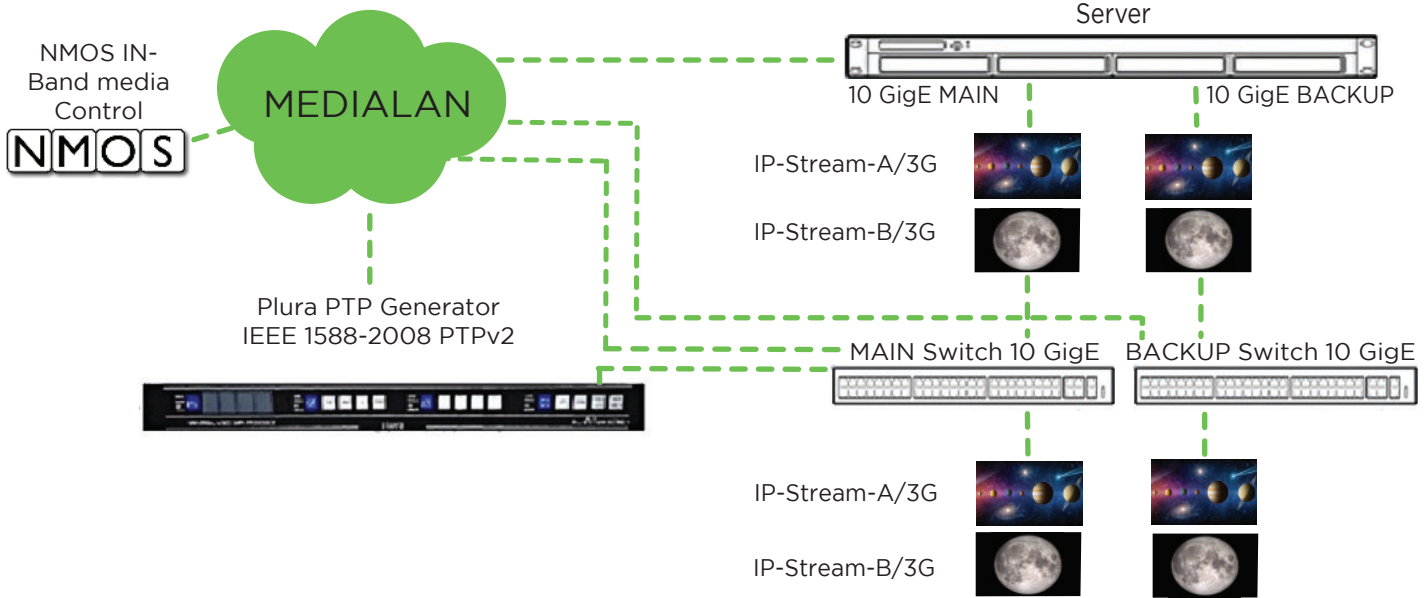 Server
NMOS IN-
Band media
Control
NMOS
MEDIALAN
10 GigE MAIN
10 GigE BACKUP
IP-Stream-A/3G
IP-Stream-B/3G
Plura PTP Generator
IEEE 1588-2008 PTPv2
MAIN Switch 10 GigE
BACKUP Switch 10 GigE
IP-Stream-A/3G
IP-Stream-B/3G